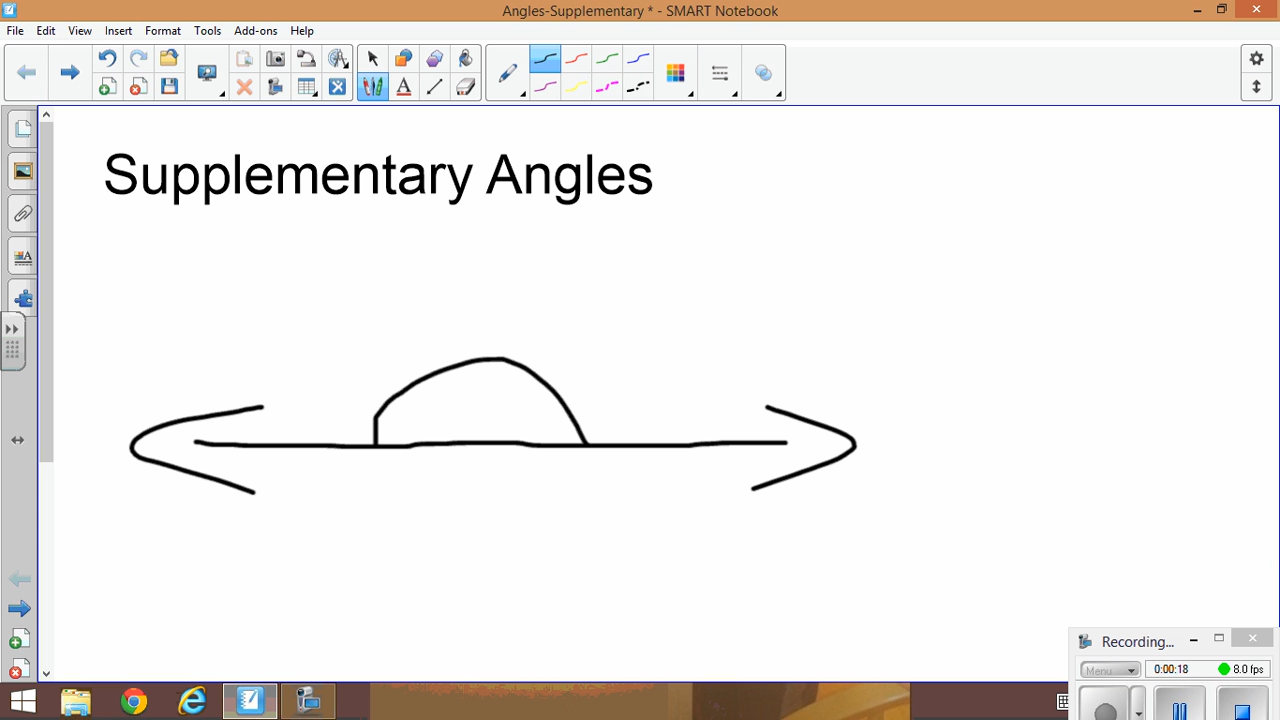 Angles-Supplementary * - SMART Notebook
File Edit View Insert Format Tools Add-ons Help
Supplementary Angles
Recording...
Menu 0:00:18 8.0 fps